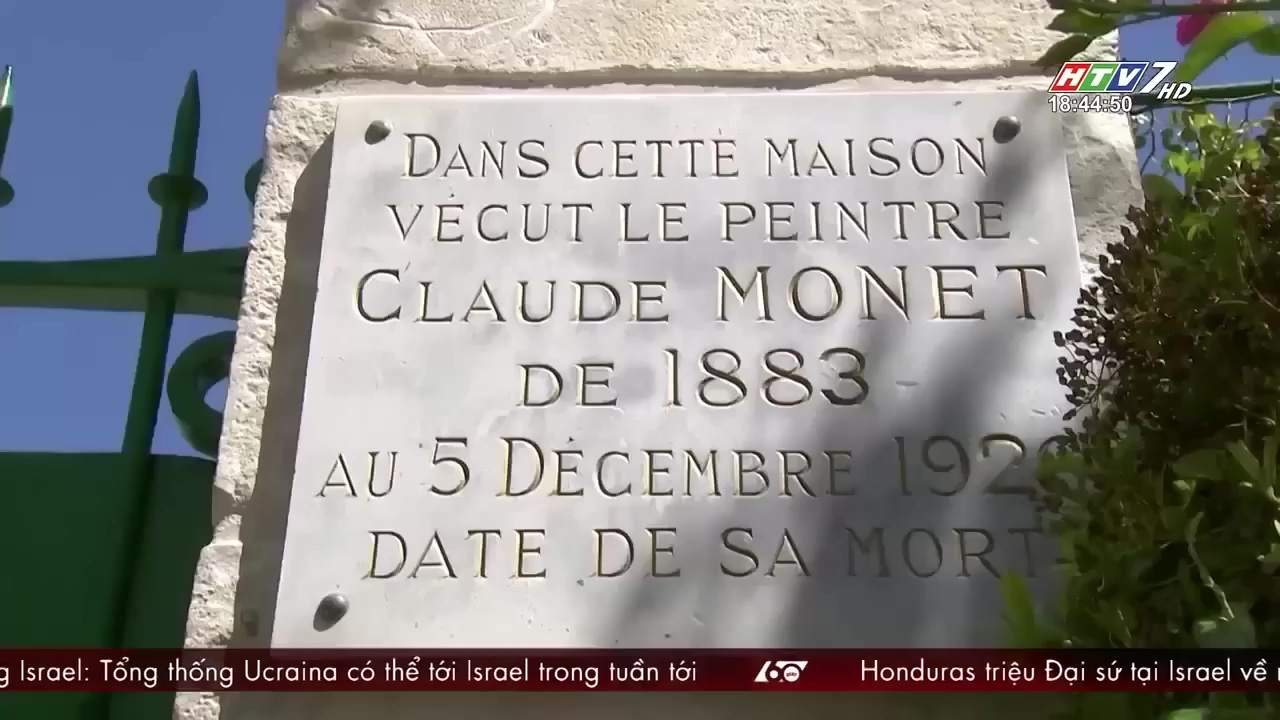 HTV7 HD
18:44:50
DANS CETTE MAISON
VÉCUT LE PEINTRE
CLAUDE MONET
DE 1883
AU 5 DÉCEMBRE
DATE DE SA MORT
g Israel: Tổng thống Ucraina có thể tới Israel trong tuần tới 60 giây Honduras triệu Đại sứ tại Israel về